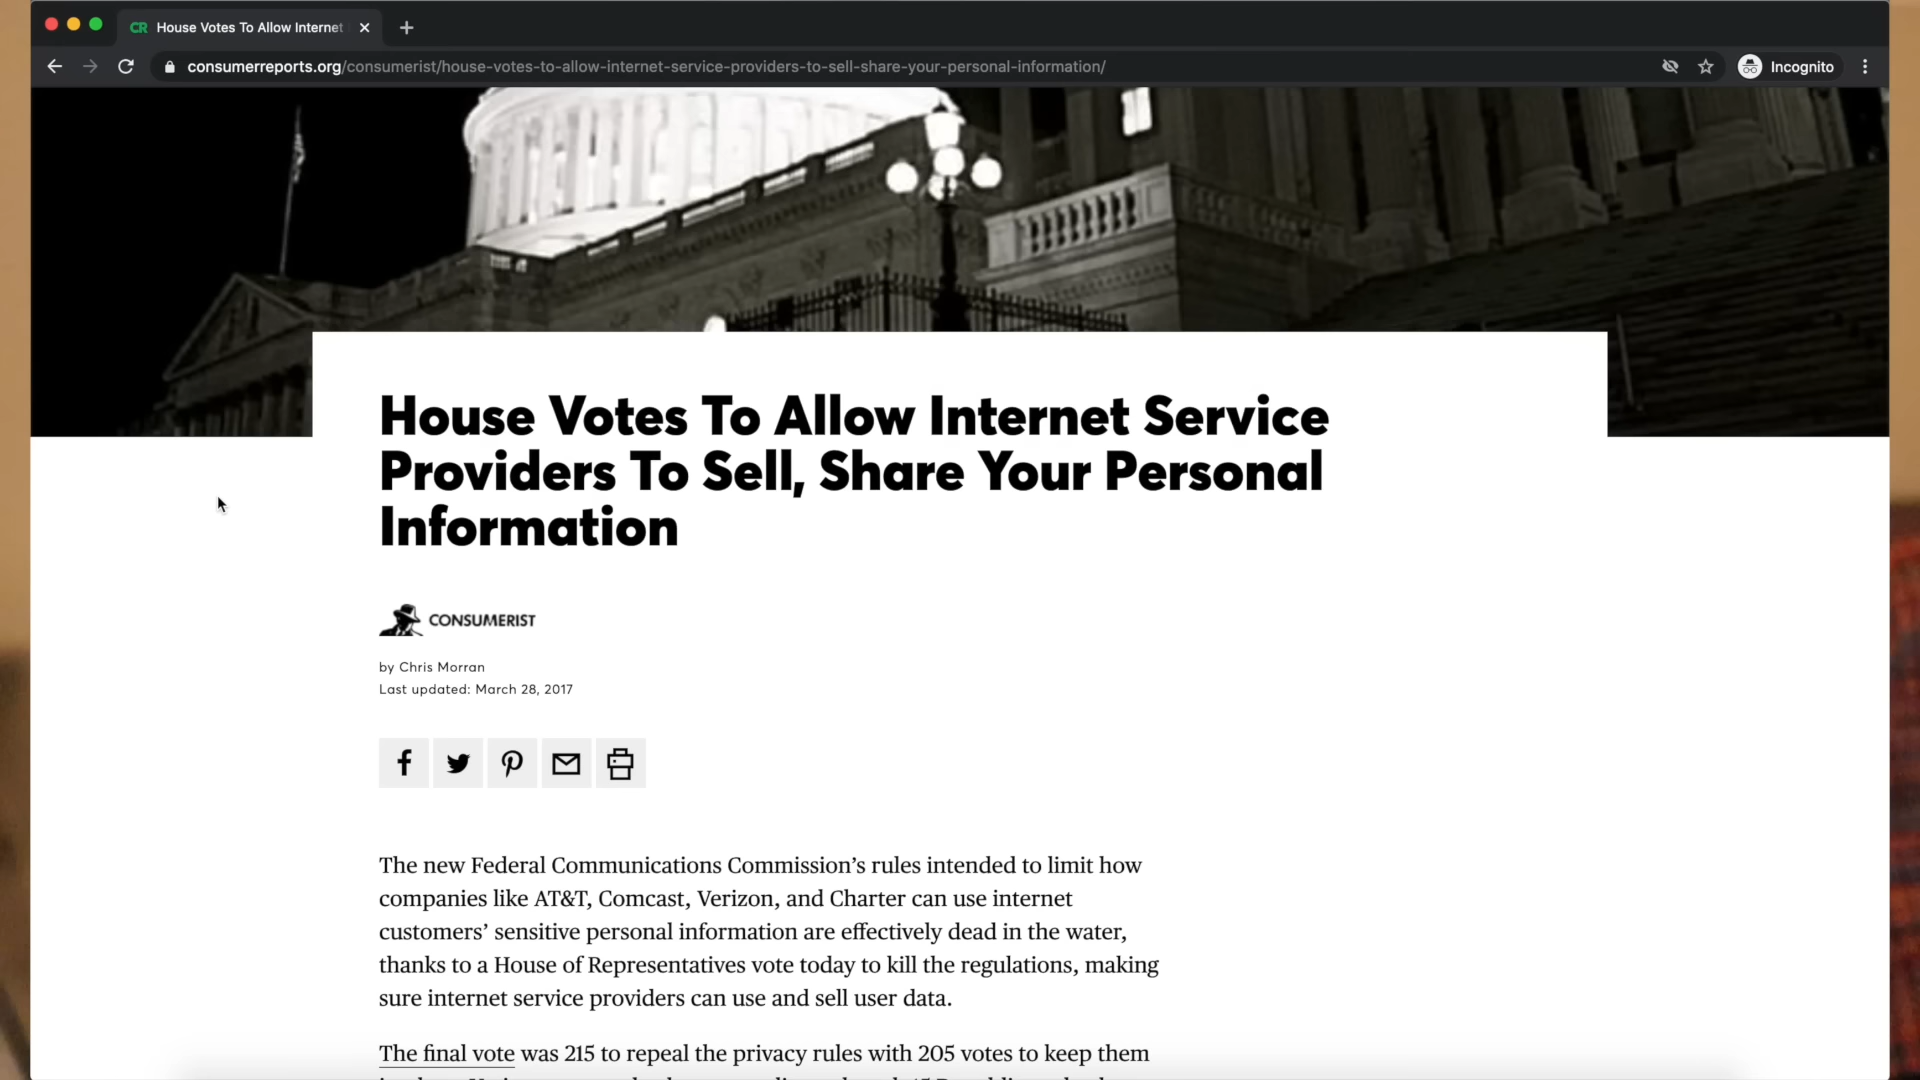 CR House Votes To Allow Internet
consumerreports.org/consumerist/house-votes-to-allow-internet-service-providers-to-sell-share-your-personal-information/
Incognito
House Votes To Allow Internet Service
Providers To Sell, Share Your Personal
Information
CONSUMERIST
by Chris Morran
Last updated: March 28, 2017
The new Federal Communications Commission’s rules intended to limit how
companies like AT&T, Comcast, Verizon, and Charter can use internet
customers’ sensitive personal information are effectively dead in the water,
thanks to a House of Representatives vote today to kill the regulations, making
sure internet service providers can use and sell user data.
The final vote was 215 to repeal the privacy rules with 205 votes to keep them